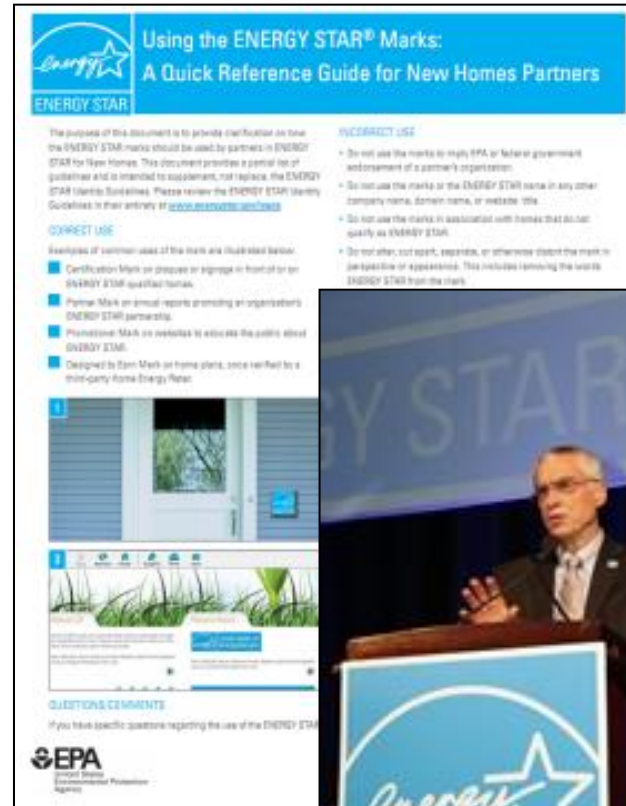 energy
ENERGY STAR
Using the ENERGY STAR® Marks:
A Quick Reference Guide for New Homes Partners
The purpose of this document is to provide clarification on how
the ENERGY STAR marks should be used by partners in ENERGY
STAR for New Homes. This document provides a partial list of
guidelines and is intended to supplement, not replace, the ENERGY
STAR Identity Guidelines. Please review the ENERGY STAR Identity
Guidelines in their entirety at www.energystar.gov/
CORRECT USE
Examples of common uses of the mark are illustrated below.
Certification Mark on plaques or signage in front of or on
ENERGY STAR qualified homes.
Partner Mark on annual reports promoting an organization's
ENERGY STAR partnership.
Promotional Mark on websites to educate the public about
ENERGY STAR.
Designed to Earn Mark on home plans, once verified by a
third-party Home Energy Rater.
INCORRECT USE
• Do not use the marks to imply EPA or federal government
endorsement of a partner's organization.
• Do not use the marks or the ENERGY STAR name in any other
company name, domain name, or website title.
• Do not use the marks in association with homes that do not
qualify as ENERGY STAR.
• Do not alter, cut apart, separate, or otherwise distort the mark in
perspective or appearance. This includes removing the words
ENERGY STAR from the mark.
1
3
QUESTIONS/COMMENTS
If you have specific questions regarding the use of the ENERGY STAR
EPA
United States
Environmental Protection
Agency
GY STAR
energy